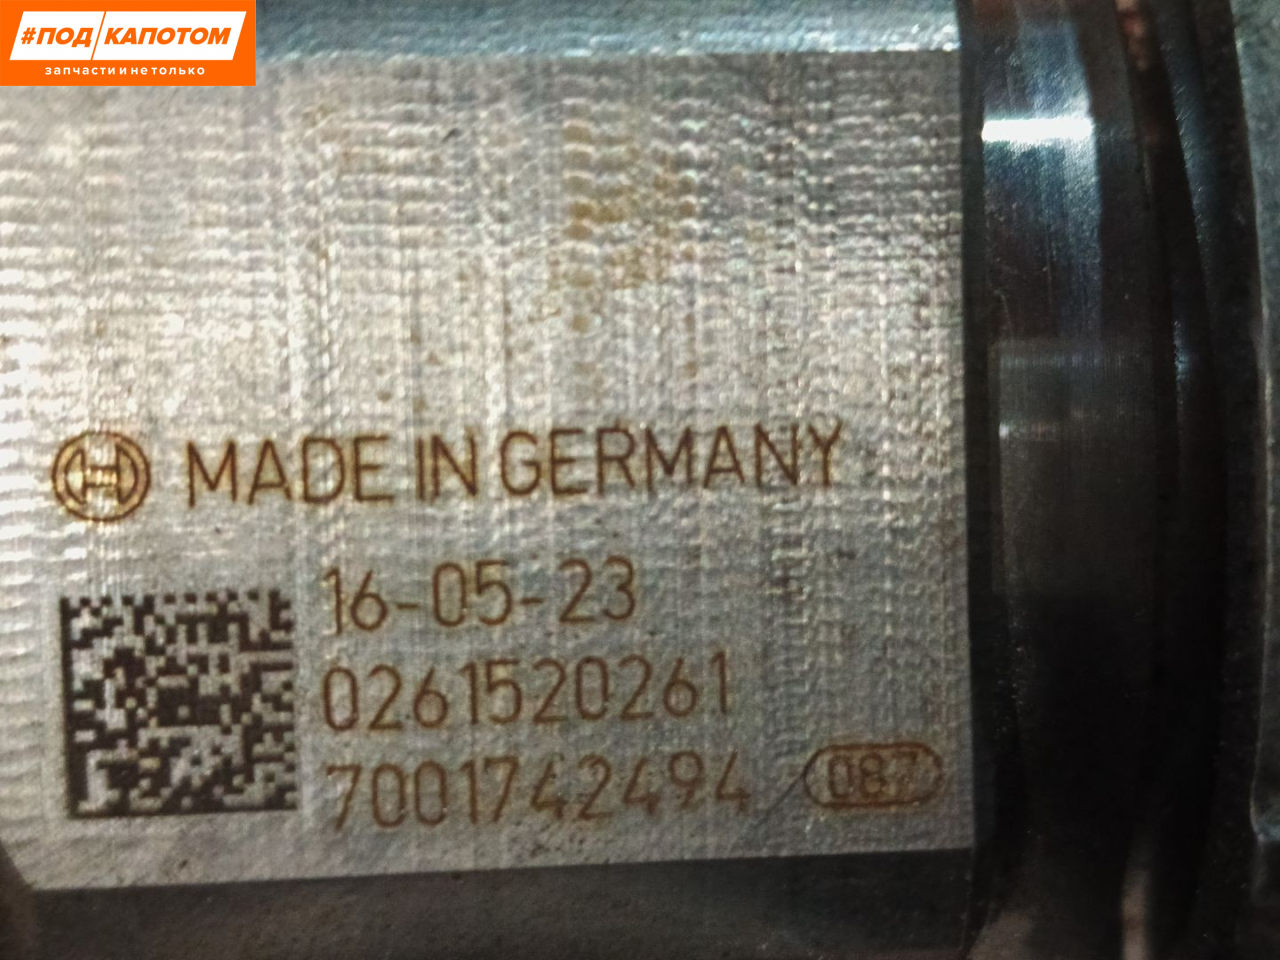 #ПОД КАПОТОМ
запчасти и не только
MADE IN GERMANY
16-05-23
0261520261
7001742494 087